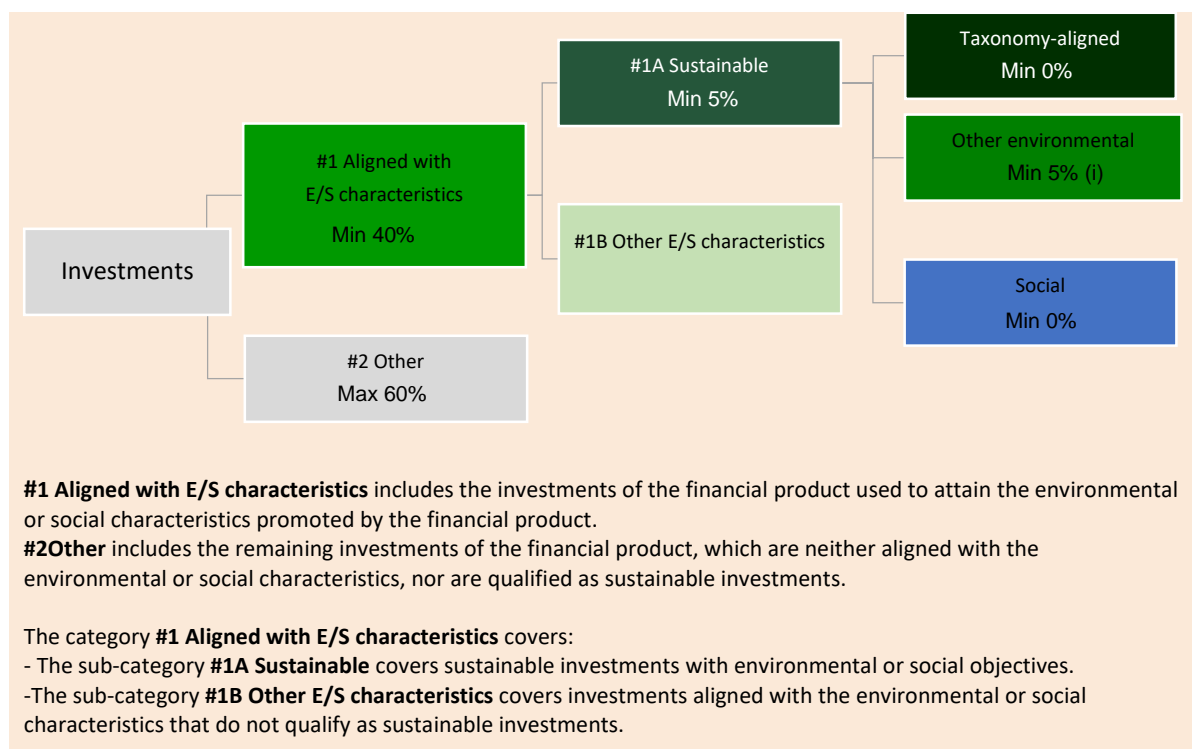 Taxonomy-aligned
Min 0%
#1A Sustainable
Min 5%
Other environmental
Min 5% (i)
#1 Aligned with
E/S characteristics
Min 40%
#1B Other E/S characteristics
Investments
Social
Min 0%
#2 Other
Max 60%
#1 Aligned with E/S characteristics includes the investments of the financial product used to attain the environmental
or social characteristics promoted by the financial product.
#2Other includes the remaining investments of the financial product, which are neither aligned with the
environmental or social characteristics, nor are qualified as sustainable investments.
The category #1 Aligned with E/S characteristics covers:
- The sub-category #1A Sustainable covers sustainable investments with environmental or social objectives.
-The sub-category #1B Other E/S characteristics covers investments aligned with the environmental or social
characteristics that do not qualify as sustainable investments.